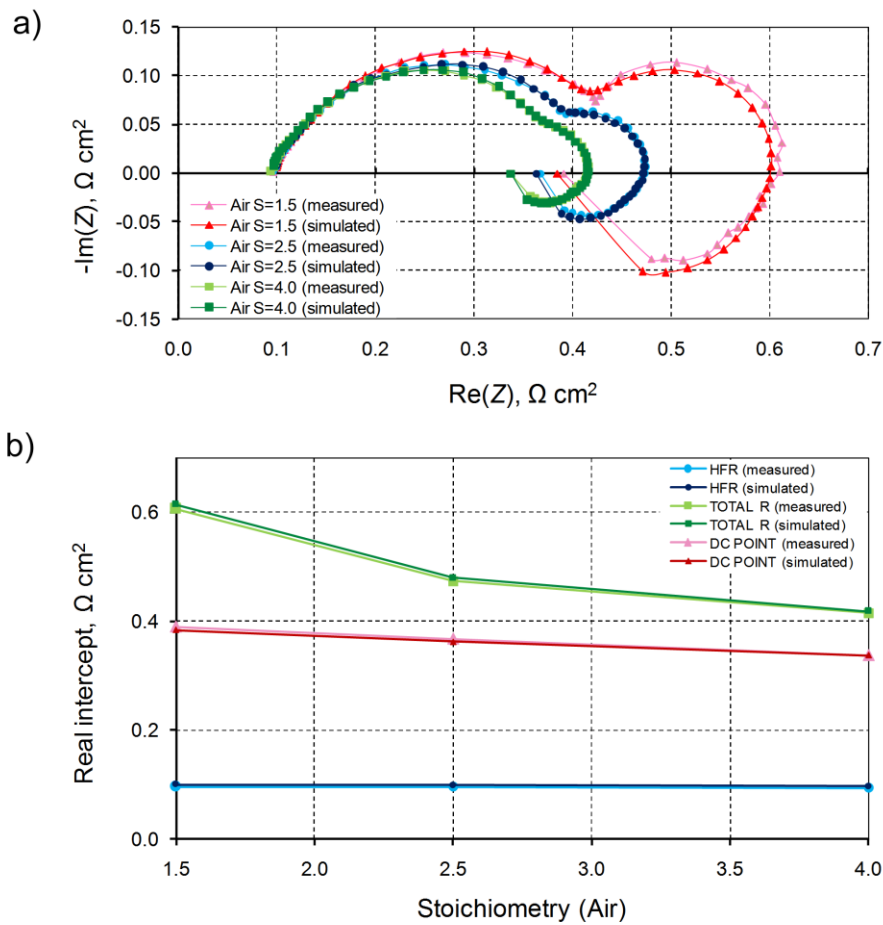 a)
0.15
0.10
0.05
0.00
-0.05
-0.10
-0.15
-Im(Z), Ω cm²
Air S=1.5 (measured)
Air S=1.5 (simulated)
Air S=2.5 (measured)
Air S=2.5 (simulated)
Air S=4.0 (measured)
Air S=4.0 (simulated)
0.0 0.1 0.2 0.3 0.4 0.5 0.6 0.7
Re(Z), Ω cm²
b)
0.6
0.4
0.2
0.0
Real intercept, Ω cm²
HFR (measured)
HFR (simulated)
TOTAL R (measured)
TOTAL R (simulated)
DC POINT (measured)
DC POINT (simulated)
1.5 2.0 2.5 3.0 3.5 4.0
Stoichiometry (Air)